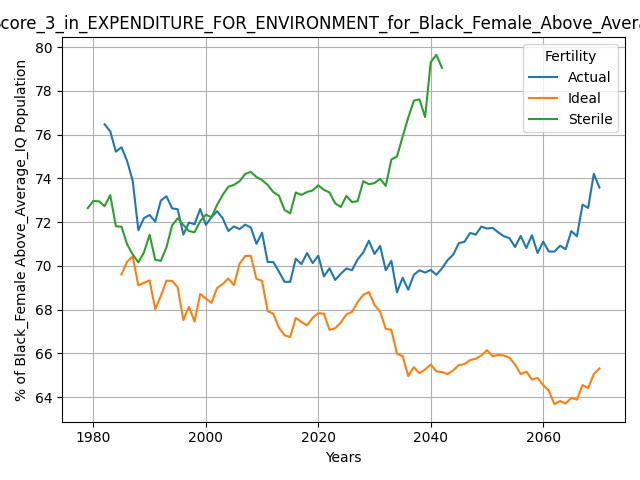 core_3_in_EXPENDITURE_FOR_ENVIRONMENT_for_Black_Female_Above_Avera
% of Black_Female Above_Average_IQ Population
80
78
76
74
72
70
68
66
64
Fertility
Actual
Ideal
Sterile
1980
2000
2020
2040
2060
Years